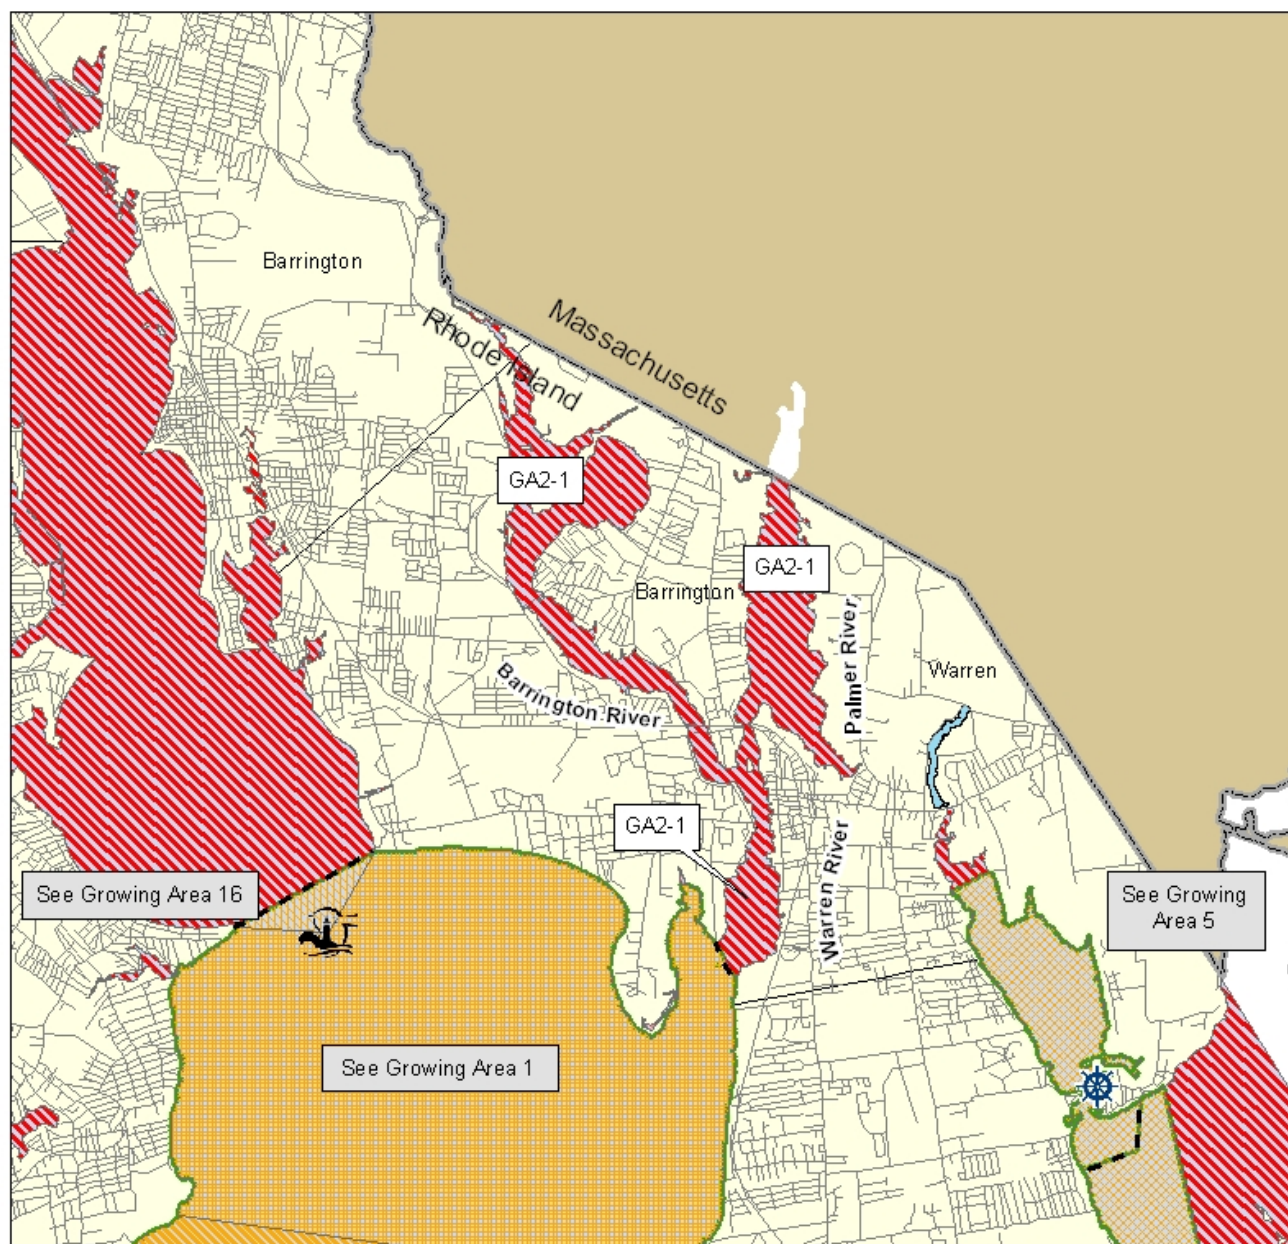 Barrington
Massachusetts
Rhode Island
GA2-1
GA2-1
Barrington
Palmer River
Warren
Barrington River
GA2-1
Warren River
See Growing Area 16
See Growing
Area 5
See Growing Area 1